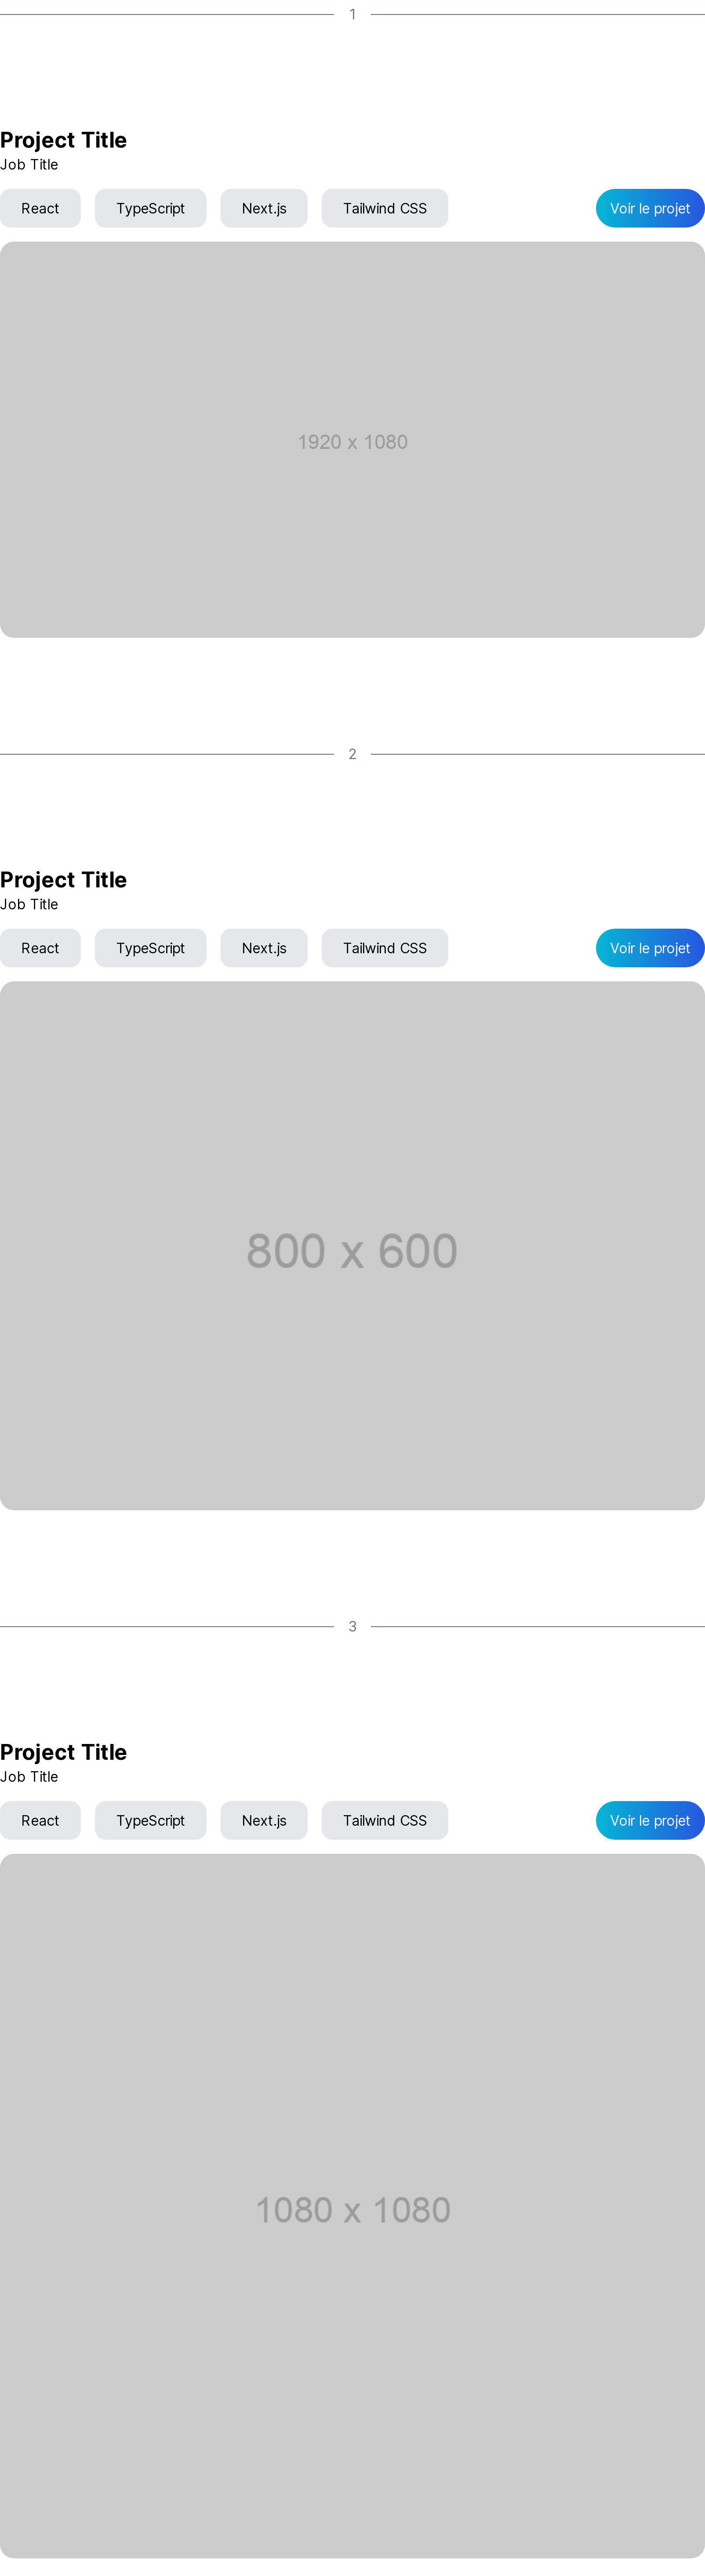 1
Project Title
Job Title
React TypeScript Next.js Tailwind CSS Voir le projet
1920 x 1080
2
Project Title
Job Title
React TypeScript Next.js Tailwind CSS Voir le projet
800 x 600
3
Project Title
Job Title
React TypeScript Next.js Tailwind CSS Voir le projet
1080 x 1080